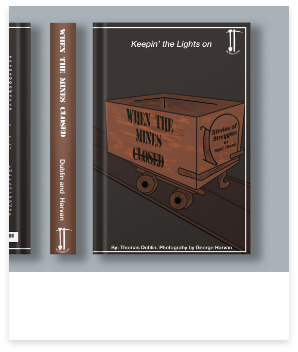 WHEN THE MINES CLOSED
Dublin and Harvan
Keepin' the Lights on
WHEN THE
MINES
CLOSED
Stories of
Struggles
By: Thomas Dublin. Photography by George Harvan